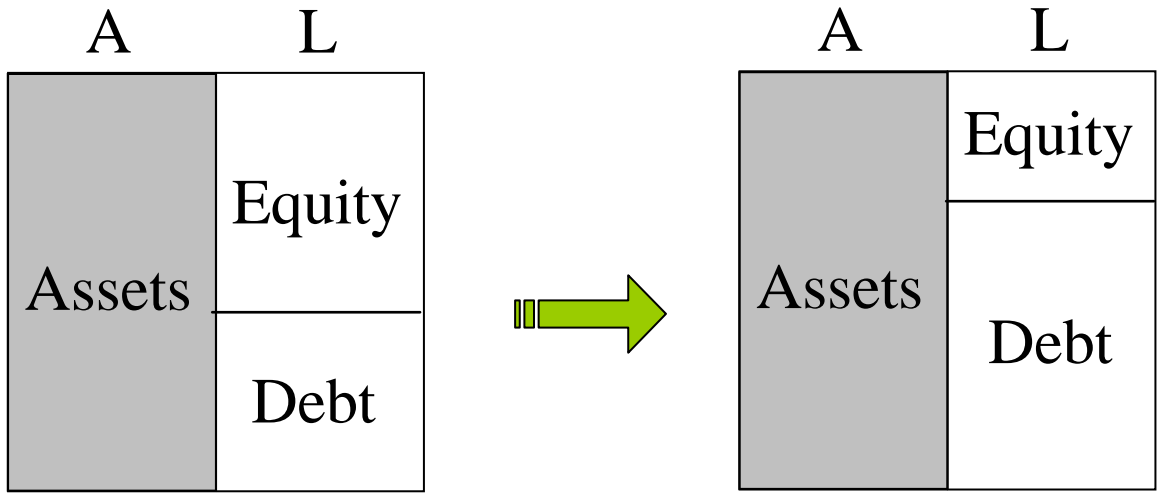 A L
Equity
Assets
Debt
A L
Equity
Assets
Debt